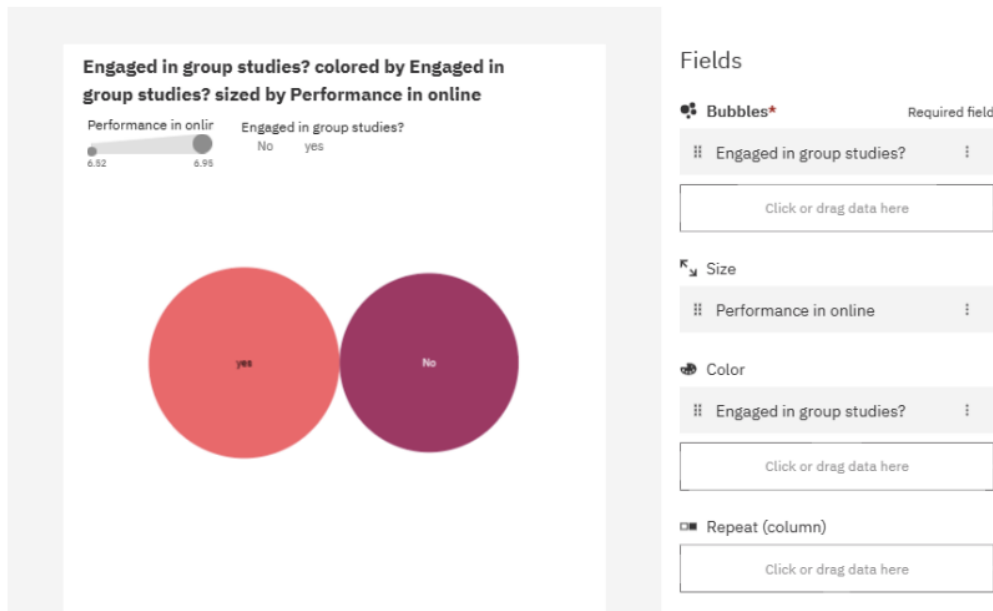 Engaged in group studies? colored by Engaged in
group studies? sized by Performance in online
Performance in onlir
6.52
6.95
Engaged in group studies?
No
yes
yes
No
Fields
Bubbles*
Required field
Engaged in group studies?
Click or drag data here
Size
Performance in online
Color
Engaged in group studies?
Click or drag data here
Repeat (column)
Click or drag data here